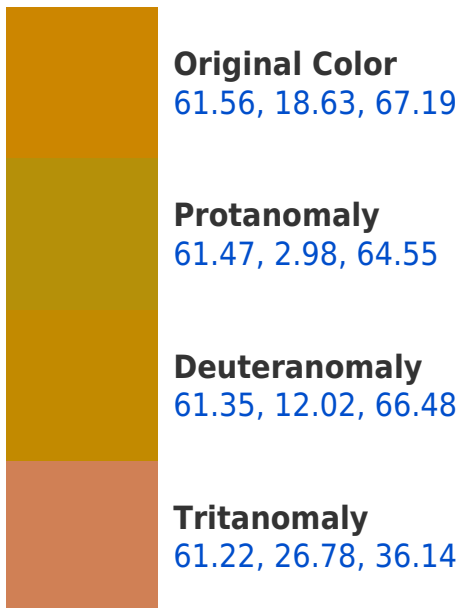 Original Color
61.56, 18.63, 67.19
Protanomaly
61.47, 2.98, 64.55
Deuteranomaly
61.35, 12.02, 66.48
Tritanomaly
61.22, 26.78, 36.14